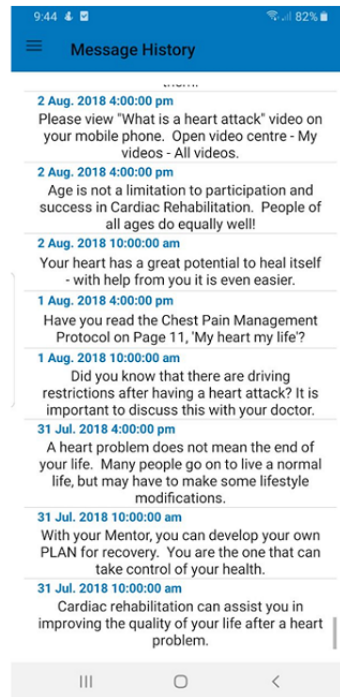 9:44 82%
Message History
2 Aug. 2018 4:00:00 pm
Please view "What is a heart attack" video on
your mobile phone.  Open video centre - My
videos - All videos.
2 Aug. 2018 4:00:00 pm
Age is not a limitation to participation and
success in Cardiac Rehabilitation.  People of
all ages do equally well!
2 Aug. 2018 10:00:00 am
Your heart has a great potential to heal itself
- with help from you it is even easier.
1 Aug. 2018 4:00:00 pm
Have you read the Chest Pain Management
Protocol on Page 11, 'My heart my life'?
1 Aug. 2018 10:00:00 am
Did you know that there are driving
restrictions after having a heart attack? It is
important to discuss this with your doctor.
31 Jul. 2018 4:00:00 pm
A heart problem does not mean the end of
your life.  Many people go on to live a normal
life, but may have to make some lifestyle
modifications.
31 Jul. 2018 10:00:00 am
With your Mentor, you can develop your own
PLAN for recovery.  You are the one that can
take control of your health.
31 Jul. 2018 10:00:00 am
Cardiac rehabilitation can assist you in
improving the quality of your life after a heart
problem.